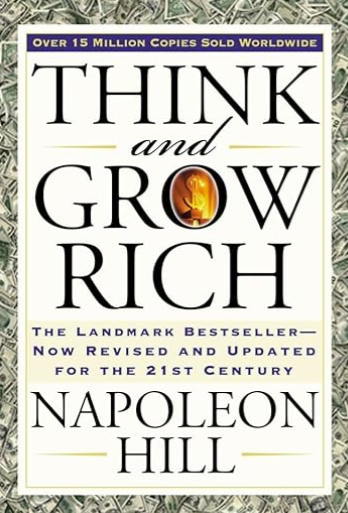 OVER 15 MILLION COPIES SOLD WORLDWIDE
THINK
and
GROW
RICH
THE LANDMARK BESTSELLER—
NOW REVISED AND UPDATED
FOR THE 21ST CENTURY
NAPOLEON
HILL